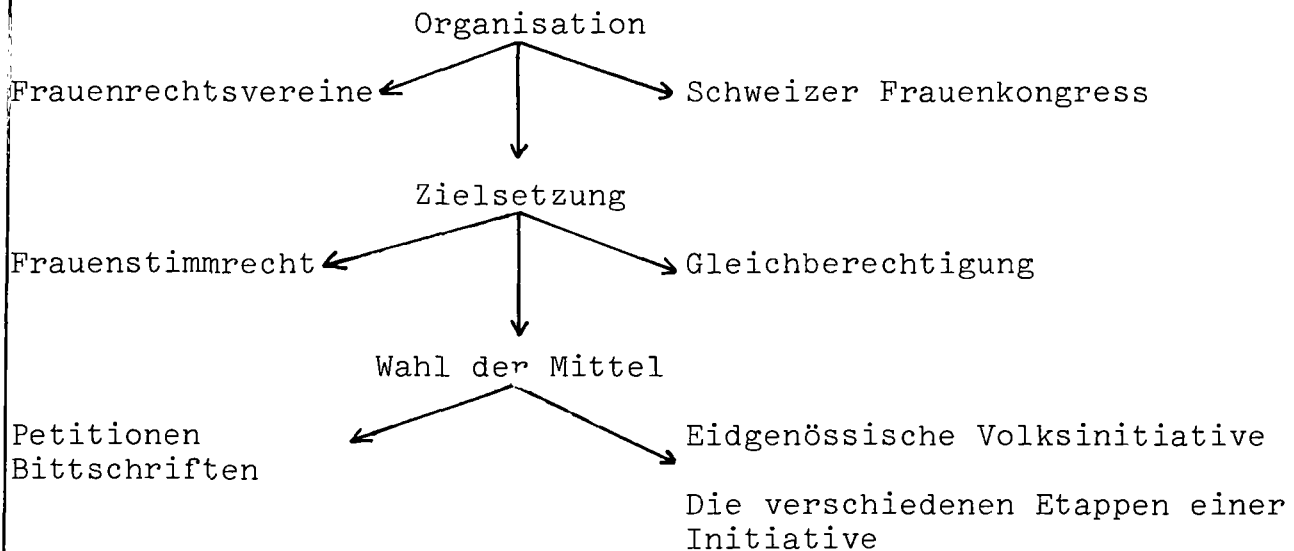 Organisation
Frauenrechtsvereine
Schweizer Frauenkongress
Zielsetzung
Frauenstimmrecht
Gleichberechtigung
Wahl der Mittel
Petitionen
Bittschriften
Eidgenössische Volksinitiative
Die verschiedenen Etappen einer
Initiative